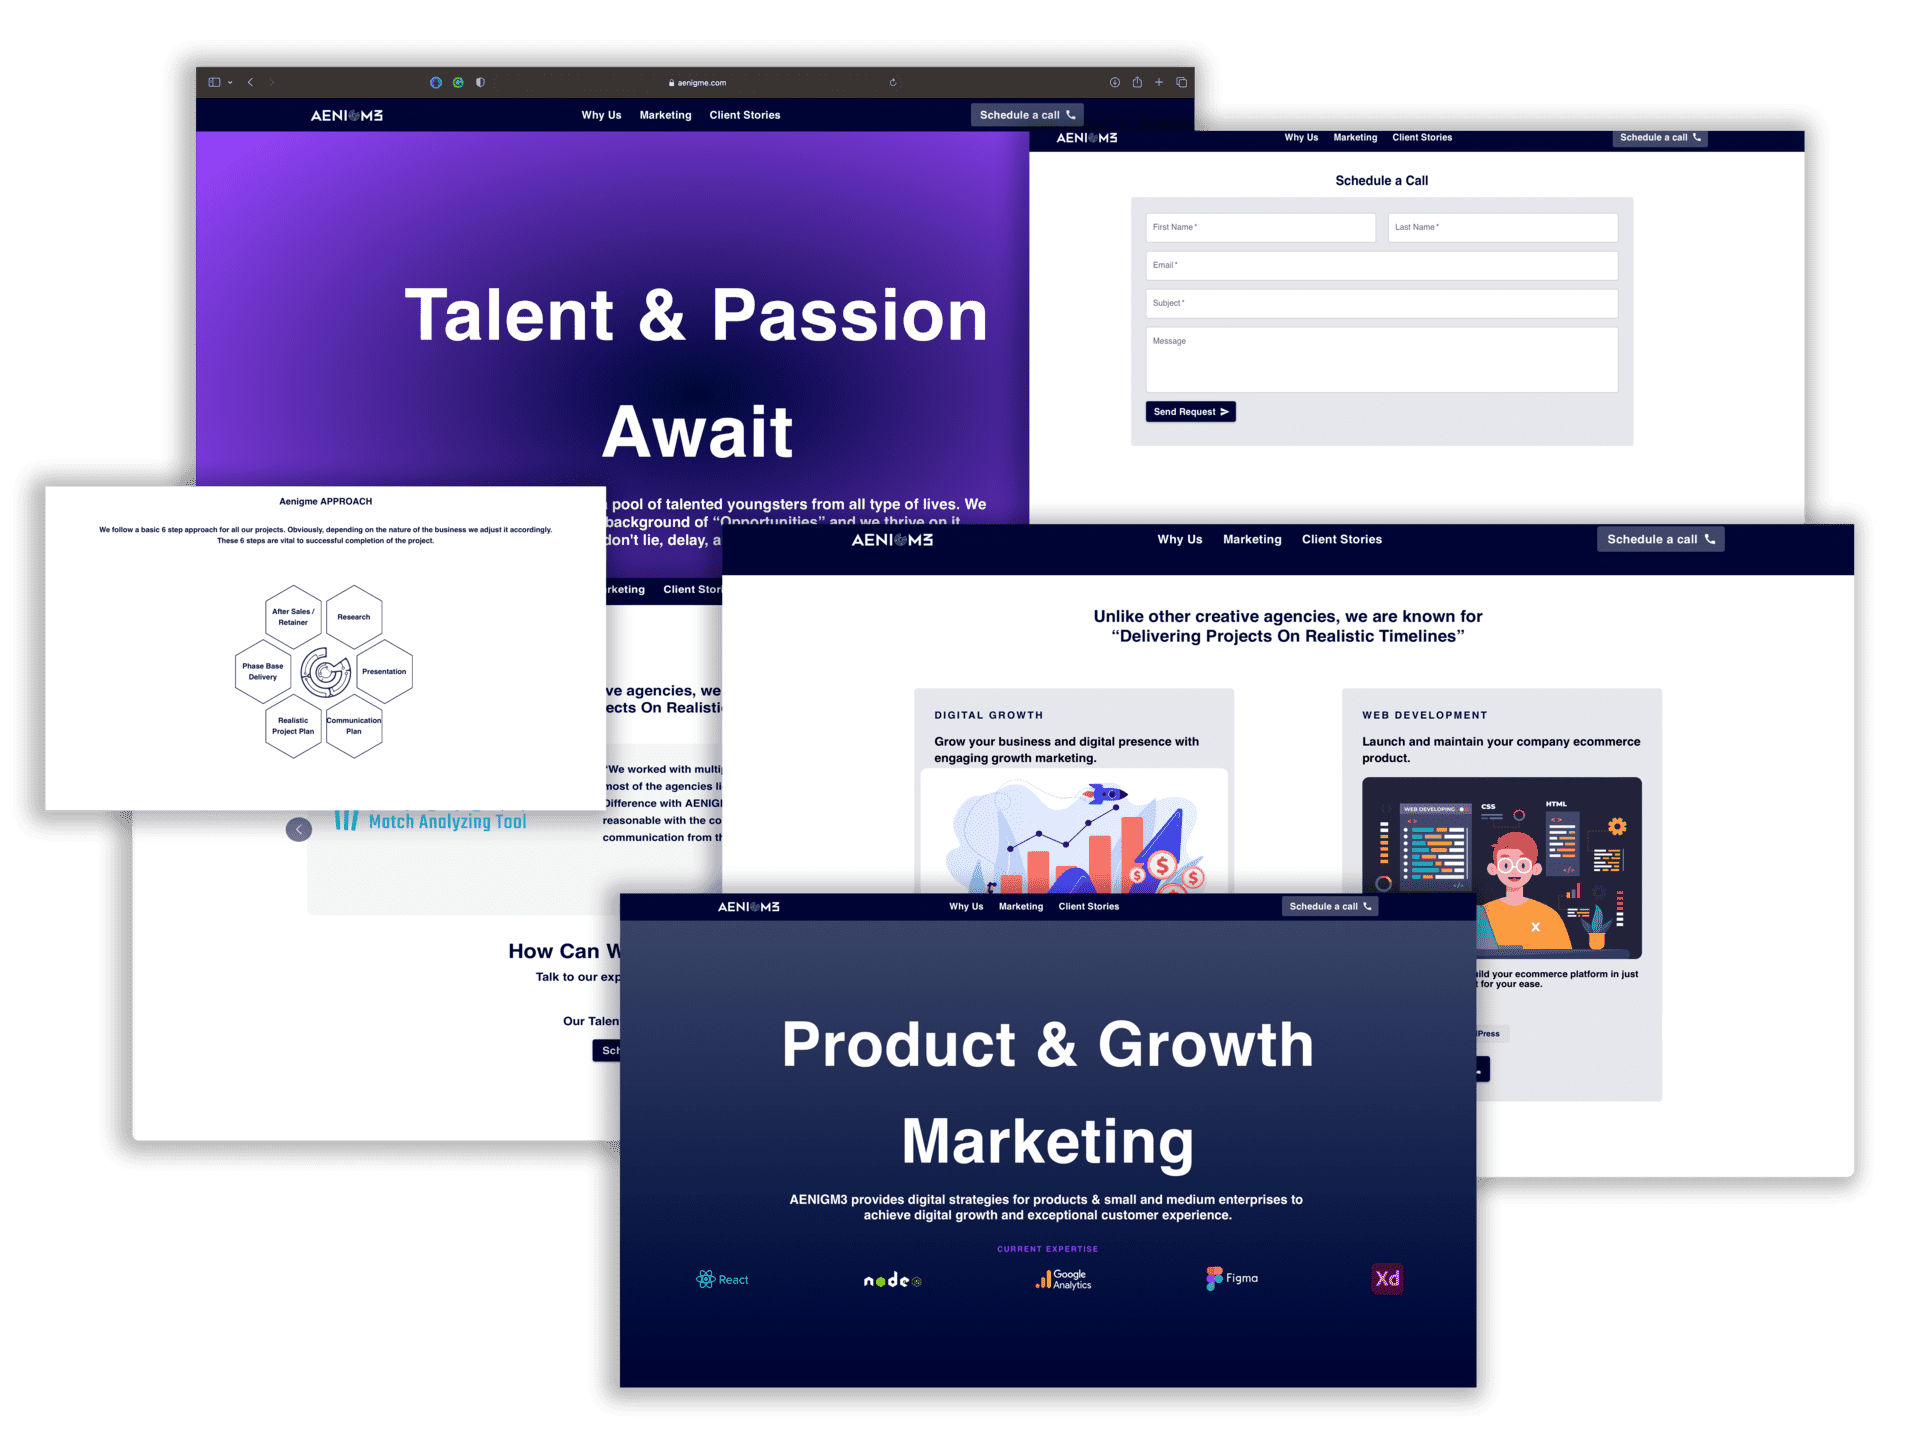 aenigme.com
AENIGM3
Why Us Marketing Client Stories
Schedule a call
Talent & Passion
Await
pool of talented youngsters from all type of lives. We
background of “Opportunities” and we thrive on it
don't lie, delay, a
AENIGM3
Why Us Marketing Client Stories
Schedule a call
Schedule a Call
First Name *
Last Name *
Email *
Subject *
Message
Send Request
Aenigme APPROACH
We follow a basic 6 step approach for all our projects. Obviously, depending on the nature of the business we adjust it accordingly.
These 6 steps are vital to successful completion of the project.
After Sales /
Retainer
Research
Phase Base
Delivery
Presentation
Realistic
Project Plan
Communication
Plan
rketing Client Stor
ve agencies, we
ects On Realisti
Match Analyzing Tool
“We worked with multi
most of the agencies li
Difference with AENIG
reasonable with the co
communication from th
How Can W
Talk to our exp
Our Talen
Sch
AENIGM3
Why Us Marketing Client Stories
Schedule a call
Unlike other creative agencies, we are known for
“Delivering Projects On Realistic Timelines”
DIGITAL GROWTH
Grow your business and digital presence with
engaging growth marketing.
WEB DEVELOPMENT
Launch and maintain your company ecommerce
product.
WEB DEVELOPING
CSS
HTML
X
ild your ecommerce platform in just
t for your ease.
Press
AENIGM3
Why Us Marketing Client Stories
Schedule a call
Product & Growth
Marketing
AENIGM3 provides digital strategies for products & small and medium enterprises to
achieve digital growth and exceptional customer experience.
CURRENT EXPERTISE
React
node
Google
Analytics
Figma
Xd